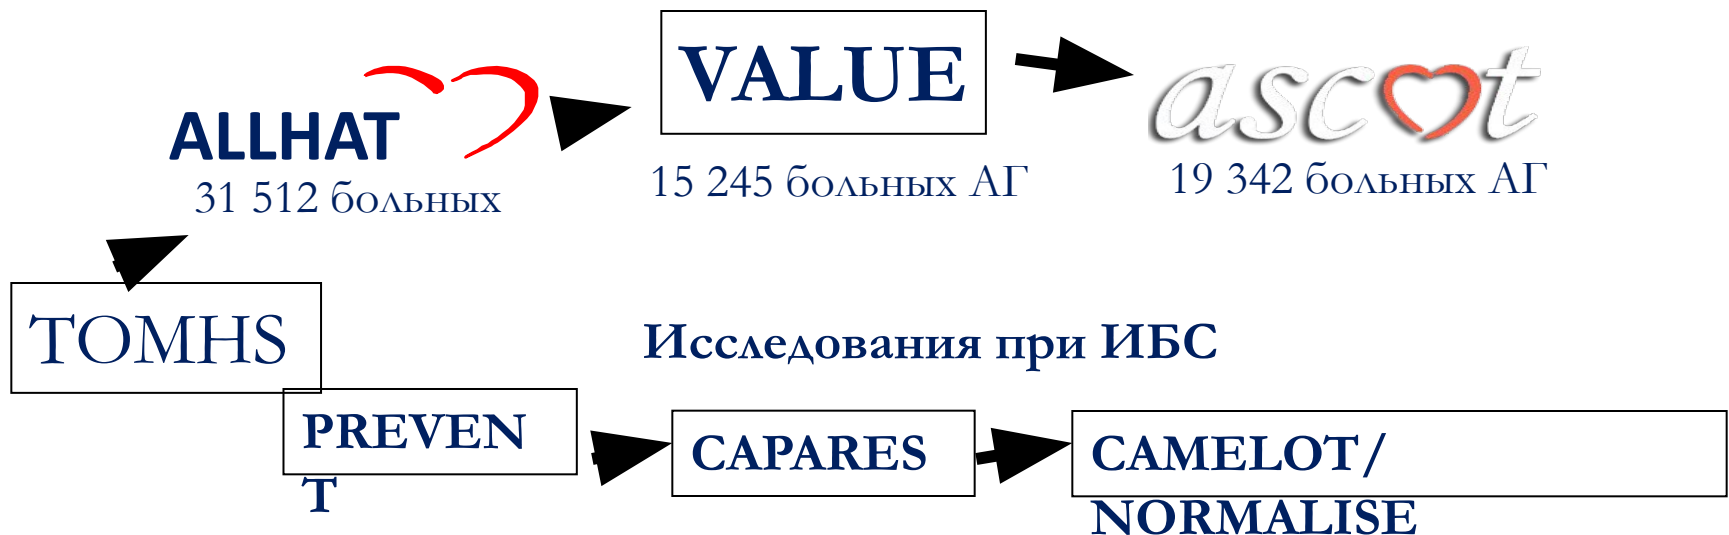 VALUE
ascot
ALLHAT
31 512 больных
15 245 больных АГ
19 342 больных АГ
TOMHS
Исследования при ИБС
PREVEN
T
CAPARES
CAMELOT/
NORMALISE